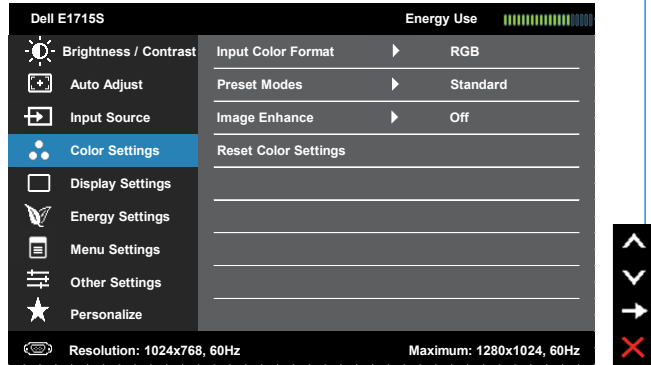 Dell E1715S Energy Use
Brightness / Contrast Input Color Format RGB
Auto Adjust Preset Modes Standard
Input Source Image Enhance Off
Color Settings Reset Color Settings
Display Settings
Energy Settings
Menu Settings
Other Settings
Personalize
Resolution: 1024x768, 60Hz Maximum: 1280x1024, 60Hz